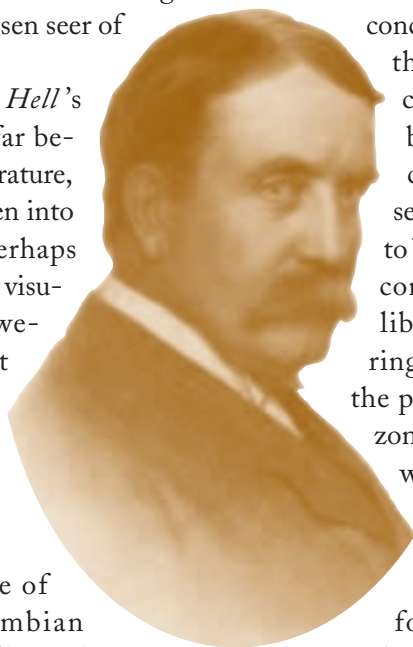 sen seer of
Hell's
far be-
rature,
en into
erhaps
visu-
we-
t
e of
mbian
conc
th
c
b
c
se
to
con
lib
ring
the p
zon
w
fo